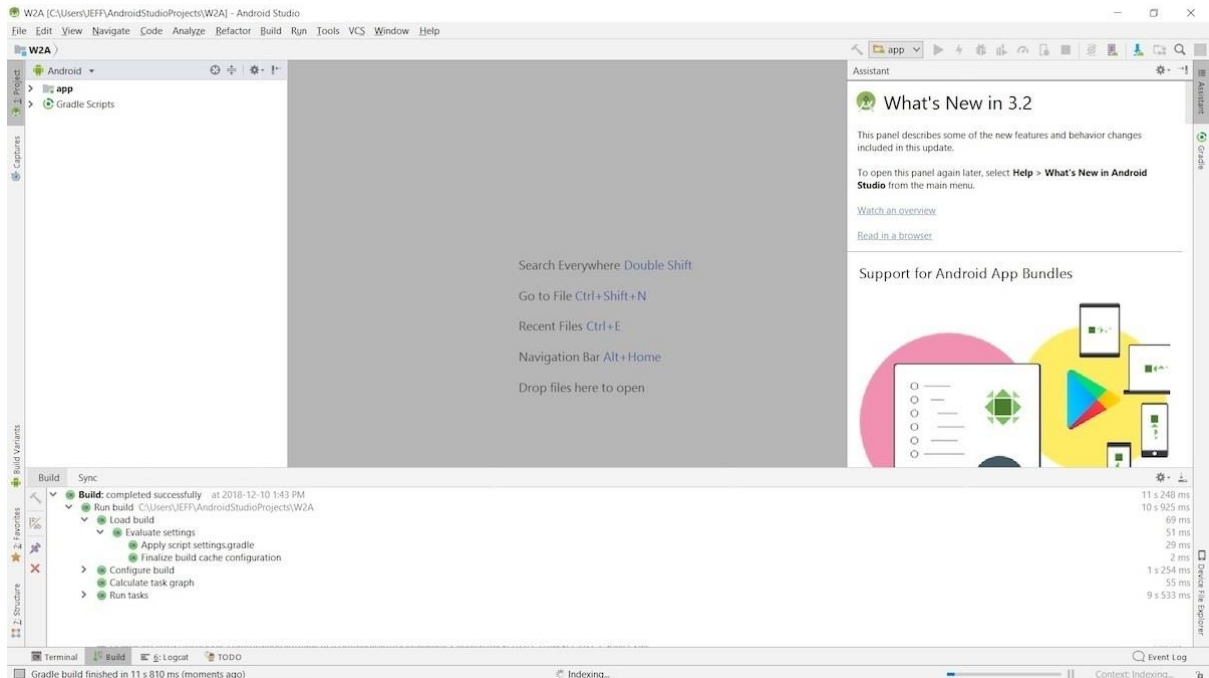 W2A [C:\Users\JEFF\AndroidStudioProjects\W2A] - Android Studio
File Edit View Navigate Code Analyze Refactor Build Run Tools VCS Window Help
W2A
app
1: Project
Captures
Build Variants
2: Favorites
7: Structure
Android
app
Gradle Scripts
Search Everywhere Double Shift
Go to File Ctrl+Shift+N
Recent Files Ctrl+E
Navigation Bar Alt+Home
Drop files here to open
Assistant
What's New in 3.2
This panel describes some of the new features and behavior changes
included in this update.
To open this panel again later, select Help > What's New in Android
Studio from the main menu.
Watch an overview
Read in a browser
Support for Android App Bundles
Assistant
Gradle
Device File Explorer
Build Sync
Build: completed successfully at 2018-12-10 1:43 PM 11 s 248 ms
Run build C:\Users\JEFF\AndroidStudioProjects\W2A 10 s 925 ms
Load build 69 ms
Evaluate settings 51 ms
Apply script settings.gradle 29 ms
Finalize build cache configuration 2 ms
Configure build 1 s 254 ms
Calculate task graph 55 ms
Run tasks 9 s 533 ms
Terminal Build 6: Logcat TODO Event Log
Gradle build finished in 11 s 810 ms (moments ago) Indexing... Context: Indexing...